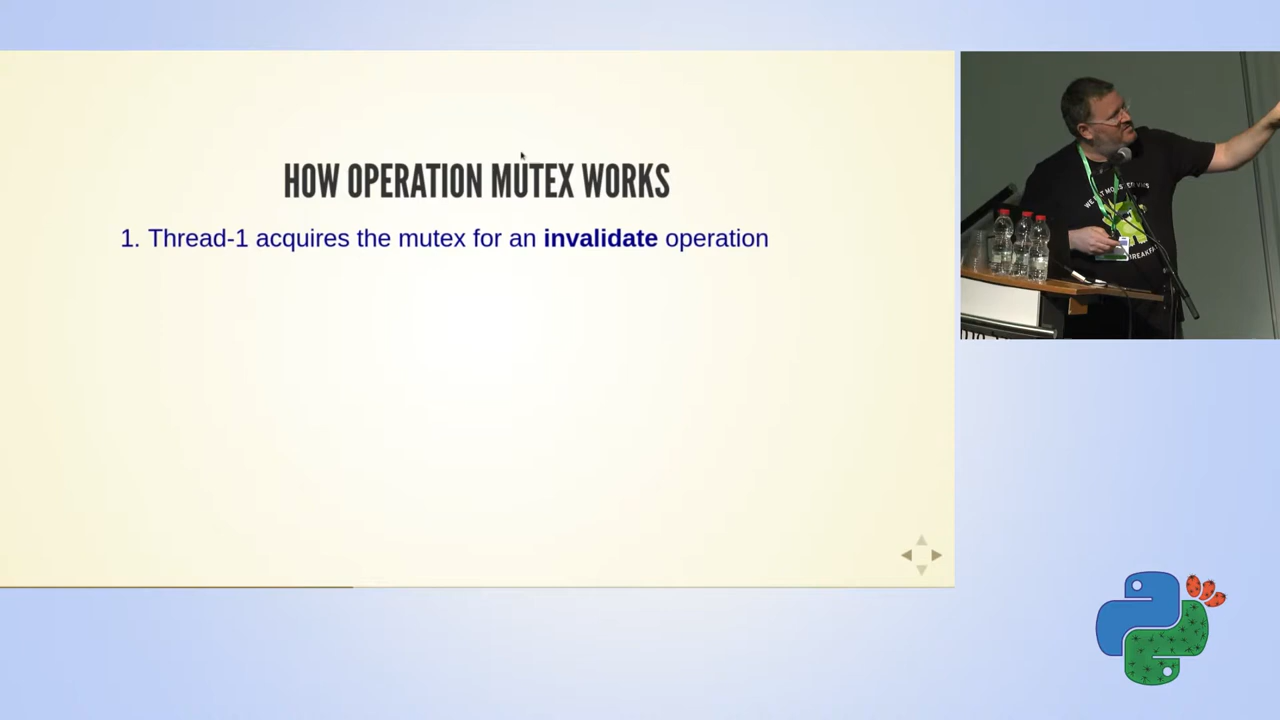 HOW OPERATION MUTEX WORKS
1. Thread-1 acquires the mutex for an invalidate operation